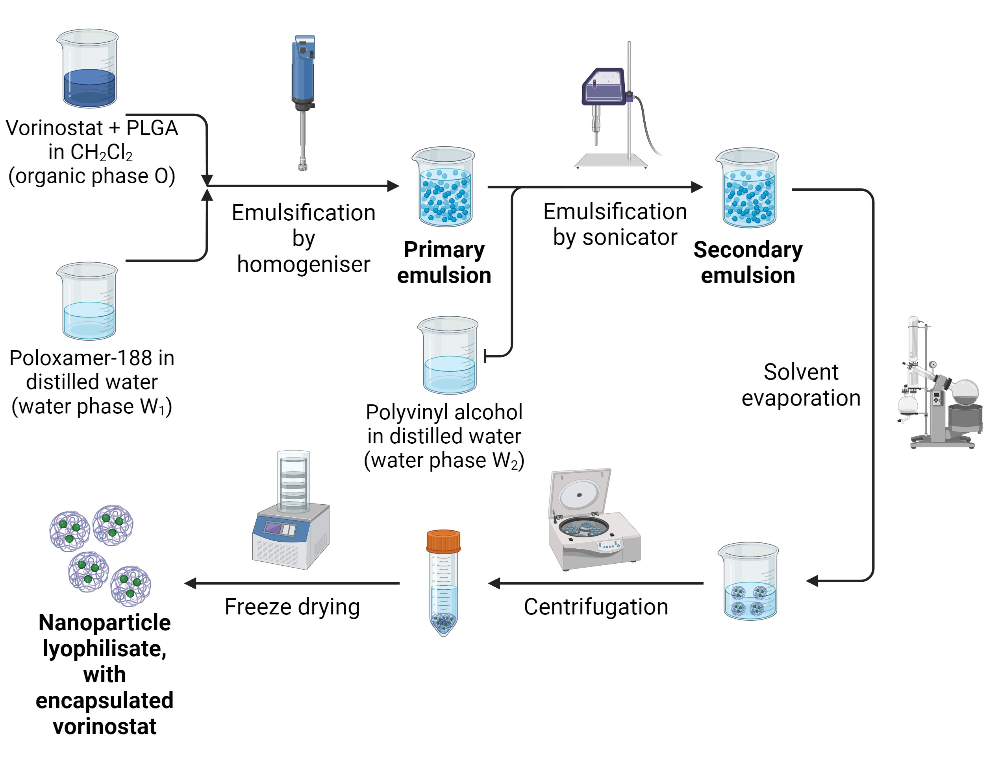 Vorinostat + PLGA
in CH₂Cl₂
(organic phase O)
Emulsification
by
homogeniser
Poloxamer-188 in
distilled water
(water phase W₁)
Primary
emulsion
Emulsification
by sonicator
Secondary
emulsion
Polyvinyl alcohol
in distilled water
(water phase W₂)
Solvent
evaporation
Centrifugation
Freeze drying
Nanoparticle
lyophilisate,
with
encapsulated
vorinostat